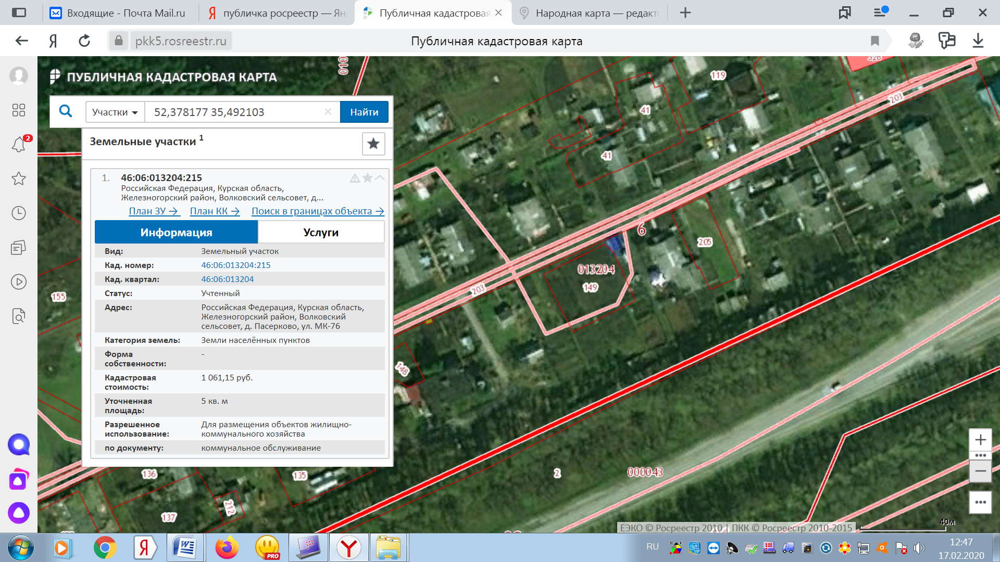 Входящие - Почта Mail.ru
публичка росреестр — Ян
Публичная кадастровая
Народная карта — редакто
pkk5.rosreestr.ru
Публичная кадастровая карта
ПУБЛИЧНАЯ КАДАСТРОВАЯ КАРТА
Участки
52,378177 35,492103
Найти
Земельные участки 1
1. 46:06:013204:215
Российская Федерация, Курская область,
Железногорский район, Волковский сельсовет, д...
План ЗУ → План КК → Поиск в границах объекта →
Информация
Услуги
Вид: Земельный участок
Кад. номер: 46:06:013204:215
Кад. квартал: 46:06:013204
Статус: Учтенный
Адрес: Российская Федерация, Курская область,
Железногорский район, Волковский
сельсовет, д. Пасерково, ул. МК-76
Категория земель: Земли населённых пунктов
Форма
собственности: -
Кадастровая
стоимость: 1 061,15 руб.
Уточненная
площадь: 5 кв. м
Разрешенное
использование: Для размещения объектов жилищно-
коммунального хозяйства
по документу: коммунальное обслуживание
2
010
119
326
203
41
41
6
205
013204
149
203
155
148
136
135
2
000043
212
137
40м
ЕЭКО © Росреестр 2010 | ПКК © Росреестр 2010-2015
PRO
RU
12:47
17.02.2020